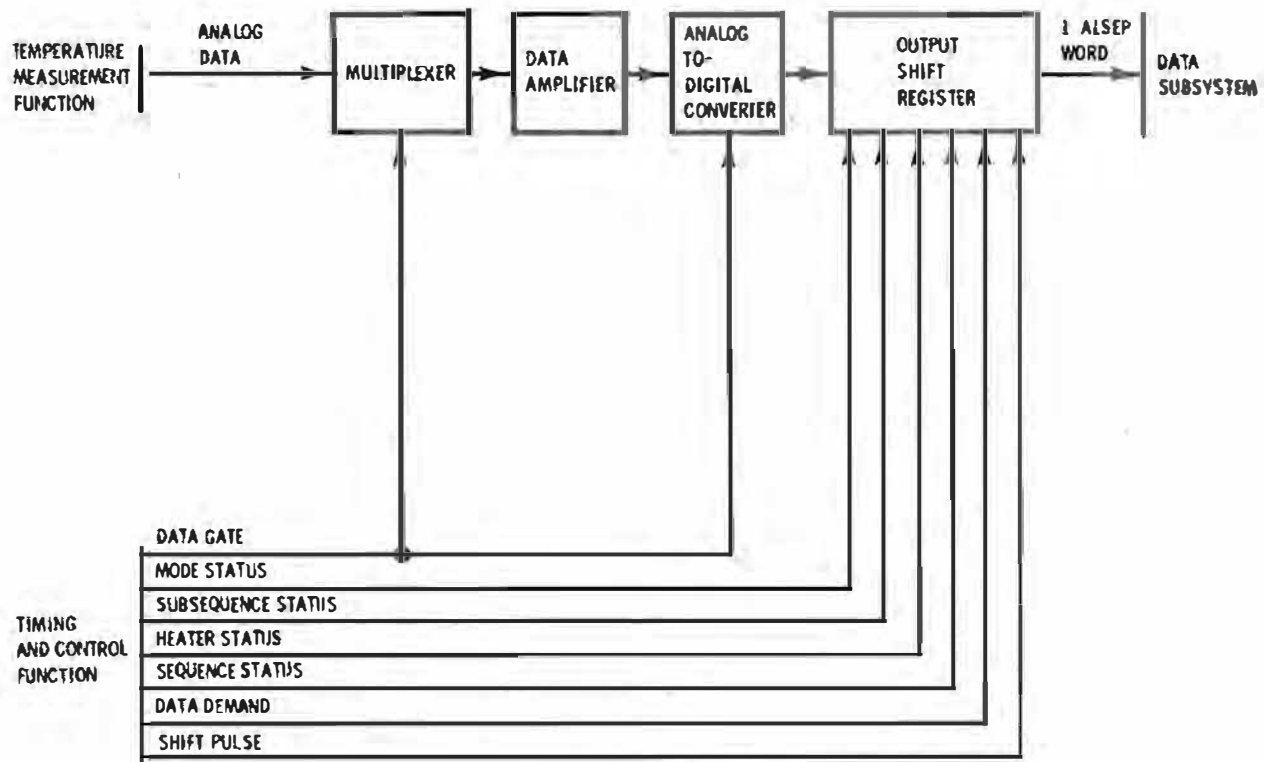 TEMPERATURE
MEASUREMENT
FUNCTION
ANALOG
DATA
MULTIPLEXER
DATA
AMPLIFIER
ANALOG
TO-
DIGITAL
CONVERTER
OUTPUT
SHIFT
REGISTER
1 ALSEP
WORD
DATA
SUBSYSTEM
TIMING
AND CONTROL
FUNCTION
DATA GATE
MODE STATUS
SUBSEQUENCE STATUS
HEATER STATUS
SEQUENCE STATUS
DATA DEMAND
SHIFT PULSE